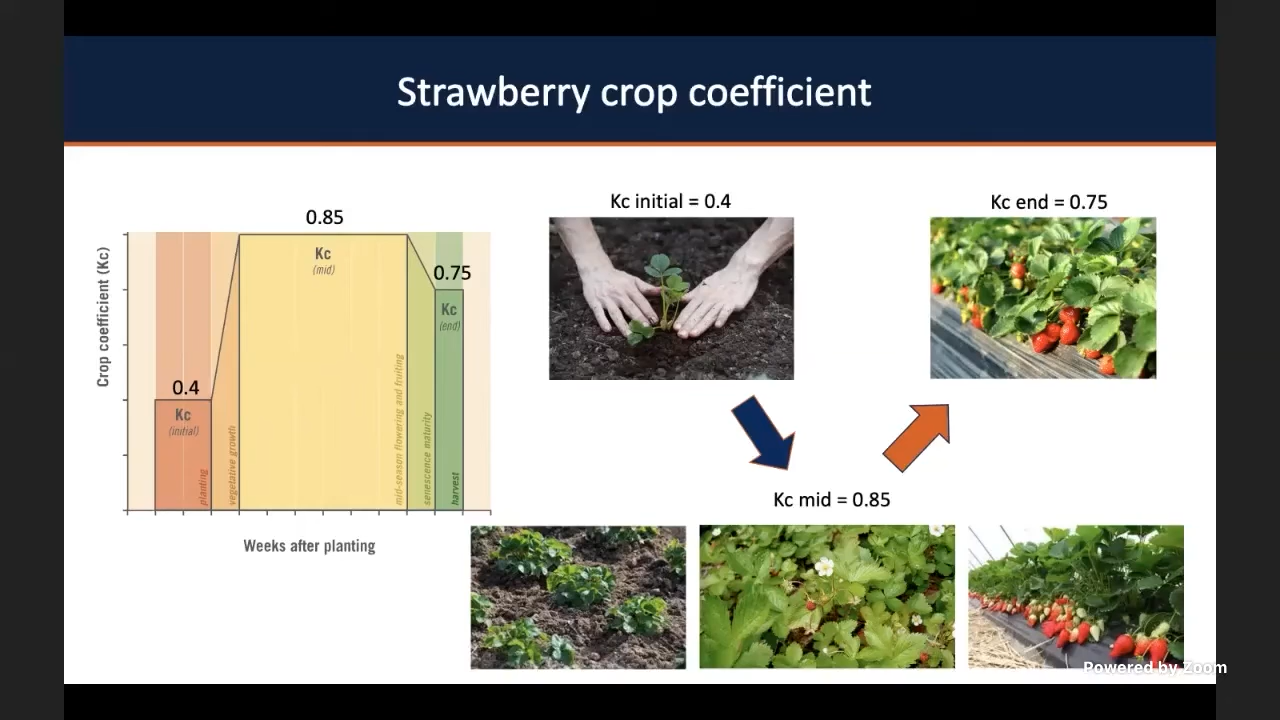 Strawberry crop coefficient
0.85
Kc
(mid)
0.75
Kc
(end)
0.4
Kc
(initial)
planting
vegetative growth
mid-season flowering and fruiting
senescence maturity
harvest
Crop coefficient (Kc)
Weeks after planting
Kc initial = 0.4
Kc end = 0.75
Kc mid = 0.85
Powered by Zoom